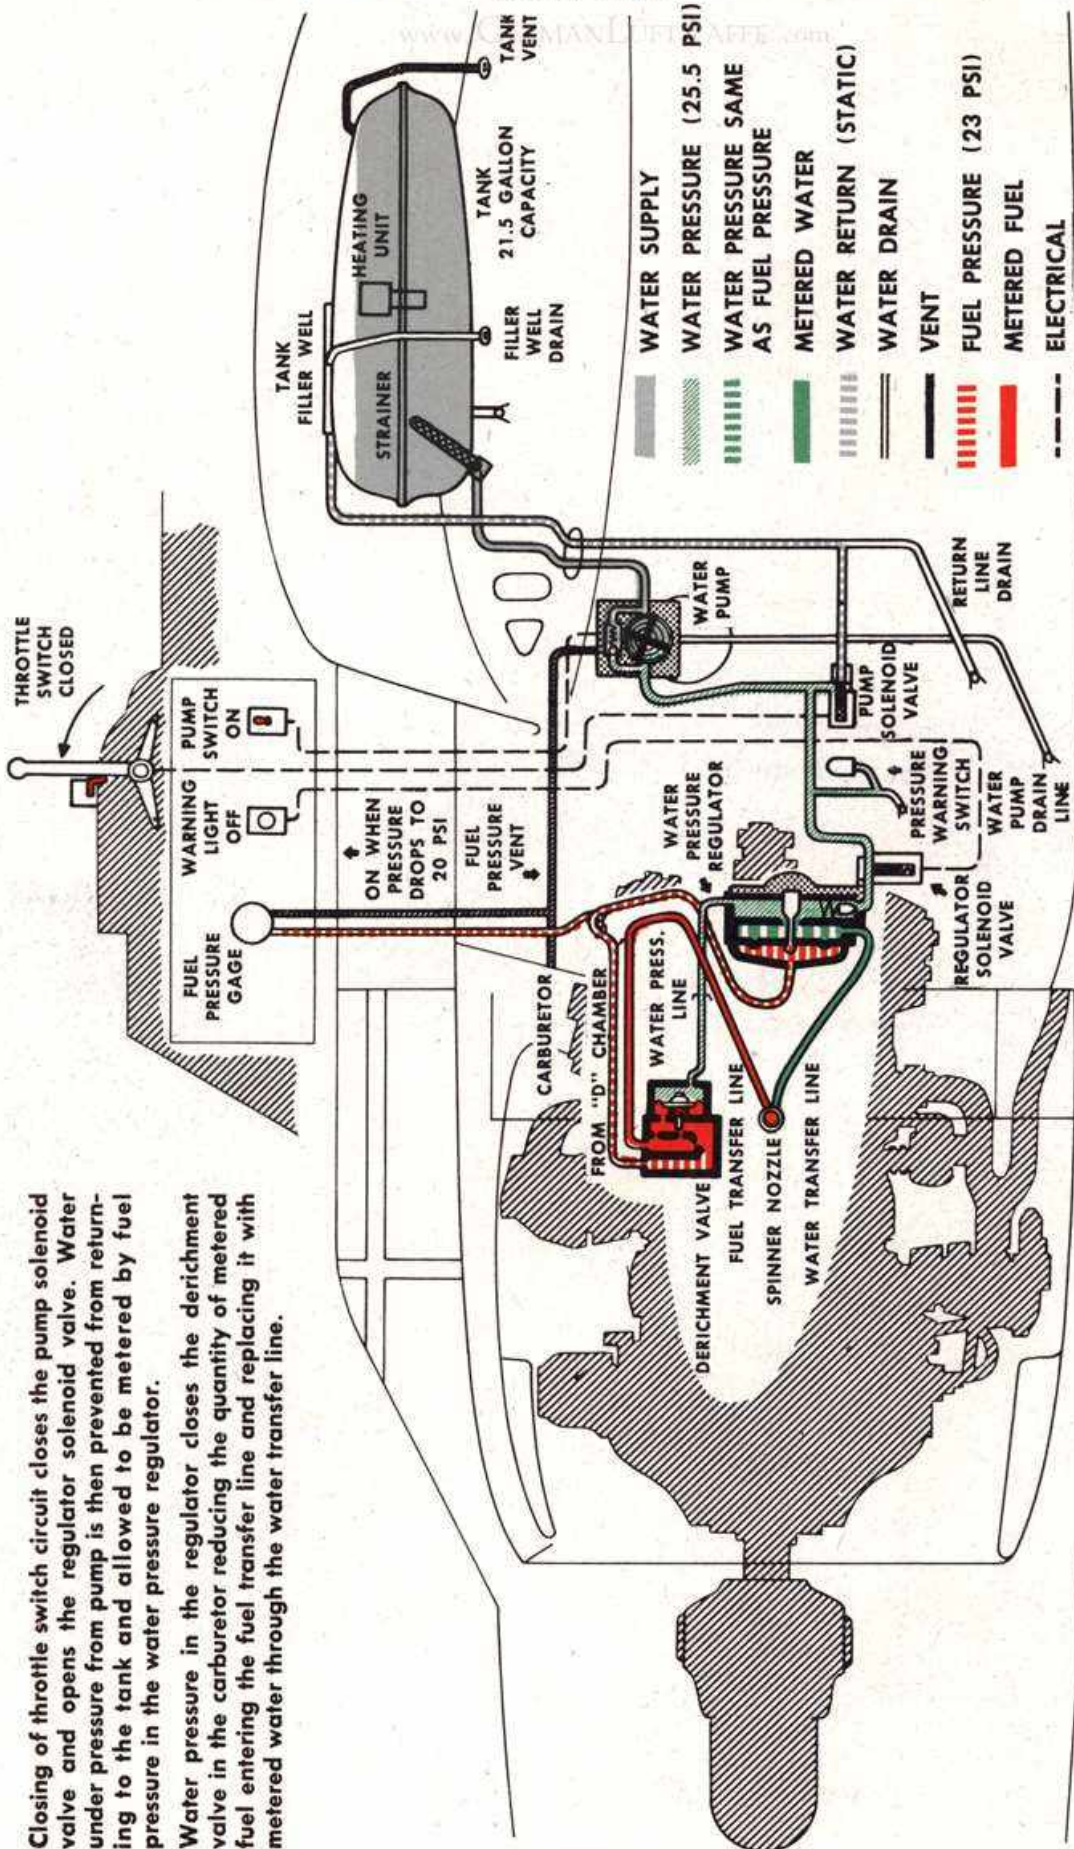 Closing of throttle switch circuit closes the pump solenoid
valve and opens the regulator solenoid valve. Water
under pressure from pump is then prevented from return-
ing to the tank and allowed to be metered by fuel
pressure in the water pressure regulator.
Water pressure in the regulator closes the derichment
valve in the carburetor reducing the quantity of metered
fuel entering the fuel transfer line and replacing it with
metered water through the water transfer line.
THROTTLE
SWITCH
CLOSED
FUEL
PRESSURE
GAGE
WARNING
LIGHT
OFF
PUMP
SWITCH
ON
ON WHEN
PRESSURE
DROPS TO
20 PSI
FUEL
PRESSURE
VENT
TANK
FILLER WELL
STRAINER
HEATING
UNIT
TANK
VENT
TANK
21.5 GALLON
CAPACITY
FILLER
WELL
DRAIN
CARBURETOR
FROM "D" CHAMBER
WATER PRESS.
LINE
WATER
PRESSURE
REGULATOR
WATER
PUMP
DERICHMENT VALVE
FUEL TRANSFER LINE
SPINNER NOZZLE
WATER TRANSFER LINE
REGULATOR
SOLENOID
VALVE
PRESSURE
WARNING
SWITCH
PUMP
SOLENOID
VALVE
WATER
PUMP
DRAIN
LINE
RETURN
LINE
DRAIN
WATER SUPPLY
WATER PRESSURE (25.5 PSI)
WATER PRESSURE SAME
AS FUEL PRESSURE
METERED WATER
WATER RETURN (STATIC)
WATER DRAIN
VENT
FUEL PRESSURE (23 PSI)
METERED FUEL
ELECTRICAL
www.GERMANLUFTWAFFE.com